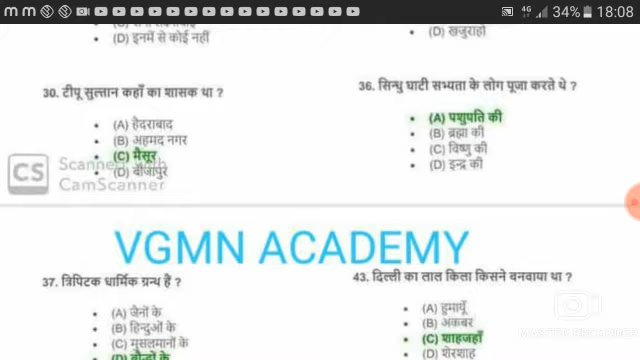 4G 34% 18:08
(D) इनमें से कोई नहीं
30. टीपू सुल्तान कहाँ का शासक था ?
(A) हैदराबाद
(B) अहमद नगर
(C) मैसूर
(D) बीजापुर
CS Scanned with
CamScanner
(D) खजुराहो
36. सिन्धु घाटी सभ्यता के लोग पूजा करते थे ?
(A) पशुपति की
(B) ब्रह्मा की
(C) विष्णु की
(D) इन्द्र की
VGMN ACADEMY
37. त्रिपिटक धार्मिक ग्रन्थ है ?
(A) जैनों के
(B) हिन्दुओं के
(C) मुसलमानों के
(D) बौद्धों के
43. दिल्ली का लाल किला किसने बनवाया था ?
(A) हुमायूँ
(B) अकबर
(C) शाहजहाँ
(D) शेरशाह